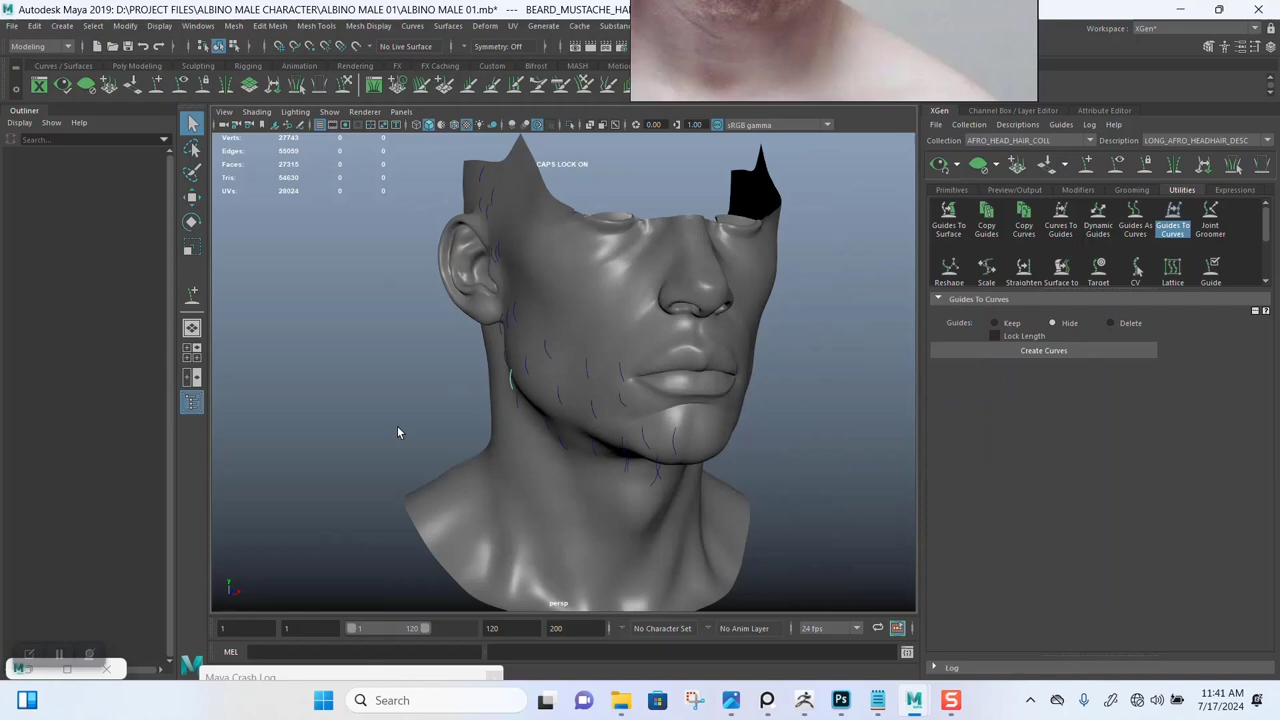 Autodesk Maya 2019: D:\PROJECT FILES\ALBINO MALE CHARACTER\ALBINO MALE 01\ALBINO MALE 01.mb* --- BEARD_MUSTACHE_HA
File Edit Create Select Modify Display Windows Mesh Edit Mesh Mesh Tools Mesh Display Curves Surfaces Deform UV Generate Cache
Workspace : XGen*
Modeling No Live Surface Symmetry: Off
Curves / Surfaces Poly Modeling Sculpting Rigging Animation Rendering FX FX Caching Custom Bifrost MASH Motion
Outliner
Display Show Help
Search...
View Shading Lighting Show Renderer Panels
0.00 1.00 sRGB gamma
Verts: 27743 0 0
Edges: 55059 0 0
Faces: 27315 0 0
Tris: 54630 0 0
UVs: 28024 0 0
CAPS LOCK ON
persp
XGen Channel Box / Layer Editor Attribute Editor
File Collection Descriptions Guides Log Help
Collection AFRO_HEAD_HAIR_COLL Description LONG_AFRO_HEADHAIR_DESC
Primitives Preview/Output Modifiers Grooming Utilities Expressions
Guides To Surface Copy Guides Copy Curves Curves To Guides Dynamic Guides Guides As Curves Guides To Curves Joint Groomer
Reshape Scale Straighten Surface to Target CV Lattice Guide
Guides To Curves
Guides: Keep Hide Delete
Lock Length
Create Curves
1 1 1 120 120 200 No Character Set No Anim Layer 24 fps
MEL
Log
Maya Crash Log
Search
11:41 AM
7/17/2024